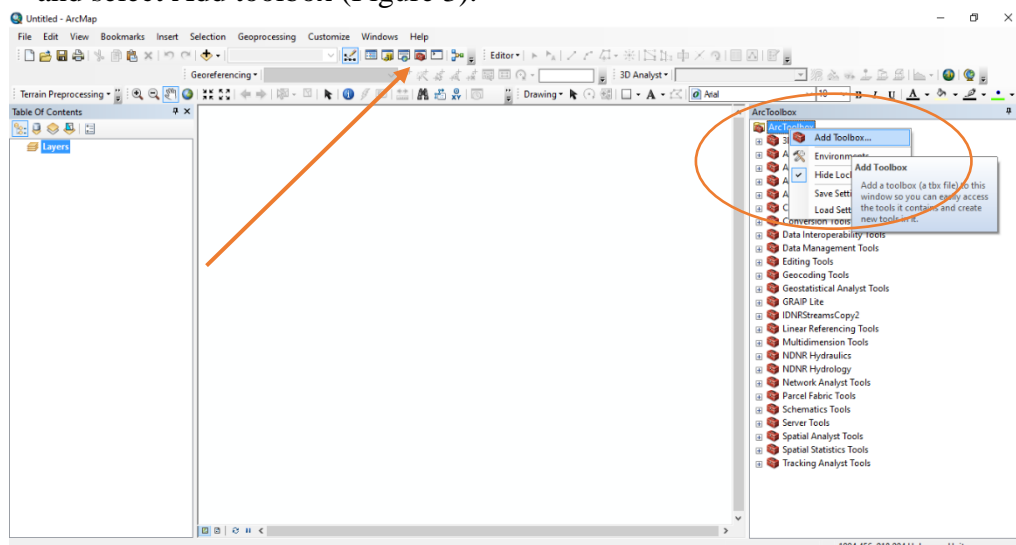 and select Add toolbox (Figure 3).
Untitled - ArcMap
File Edit View Bookmarks Insert Selection Geoprocessing Customize Windows Help
Editor
Georeferencing
3D Analyst
Terrain Preprocessing
Drawing
A
Arial
10
B I U A
Table Of Contents
Layers
ArcToolbox
ArcToolbox
Add Toolbox...
Environments
Hide Lock
Save Setti
Load Sett
Add Toolbox
Add a toolbox (a tbx file) to this
window so you can easily access
the tools it contains and create
new tools in it.
Conversion Tools
Data Interoperability Tools
Data Management Tools
Editing Tools
Geocoding Tools
Geostatistical Analyst Tools
GRAIP Lite
IDNRStreamsCopy2
Linear Referencing Tools
Multidimension Tools
NDNR Hydraulics
NDNR Hydrology
Network Analyst Tools
Parcel Fabric Tools
Schematics Tools
Server Tools
Spatial Analyst Tools
Spatial Statistics Tools
Tracking Analyst Tools